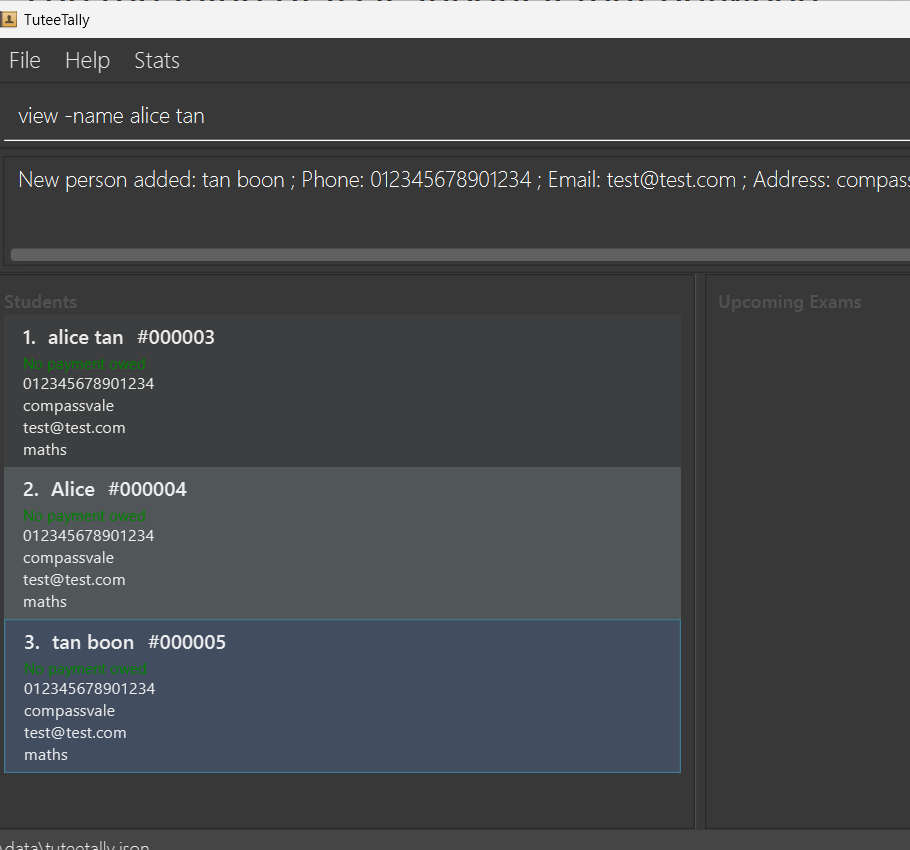 TuteeTally
File Help Stats
view -name alice tan
New person added: tan boon ; Phone: 012345678901234 ; Email: test@test.com ; Address: compass
Students
1. alice tan #000003
No payment owed
012345678901234
compassvale
test@test.com
maths
2. Alice #000004
No payment owed
012345678901234
compassvale
test@test.com
maths
3. tan boon #000005
No payment owed
012345678901234
compassvale
test@test.com
maths
Upcoming Exams
\data\tuteetally.json